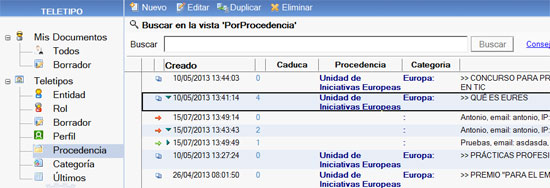 TELETIPO
Mis Documentos
Todos
Borrador
Teletipos
Entidad
Rol
Borrador
Perfil
Procedencia
Categoría
Últimos
Nuevo Editar Duplicar Eliminar
Buscar en la vista 'PorProcedencia'
Buscar Buscar Consej
Creado Caduca Procedencia Categoria
10/05/2013 13:44:03 0 Unidad de Iniciativas Europeas Europa: >> CONCURSO PARA PR
EN TIC
10/05/2013 13:41:14 4 Unidad de Iniciativas Europeas Europa: >> QUÉ ES EURES
15/07/2013 13:49:14 0 : Antonio, email: antonio, IP:
15/07/2013 13:43:43 2 : Antonio, email: antonio, IP:
15/07/2013 13:49:49 1 : Pruebas, email: asdasda,
10/05/2013 13:27:24 0 Unidad de Iniciativas Europeas Europa: >> PRÁCTICAS PROFESI
26/04/2013 08:01:50 0 Unidad de Iniciativas Europeas Europa: >> PREMIO "PARA EL EM